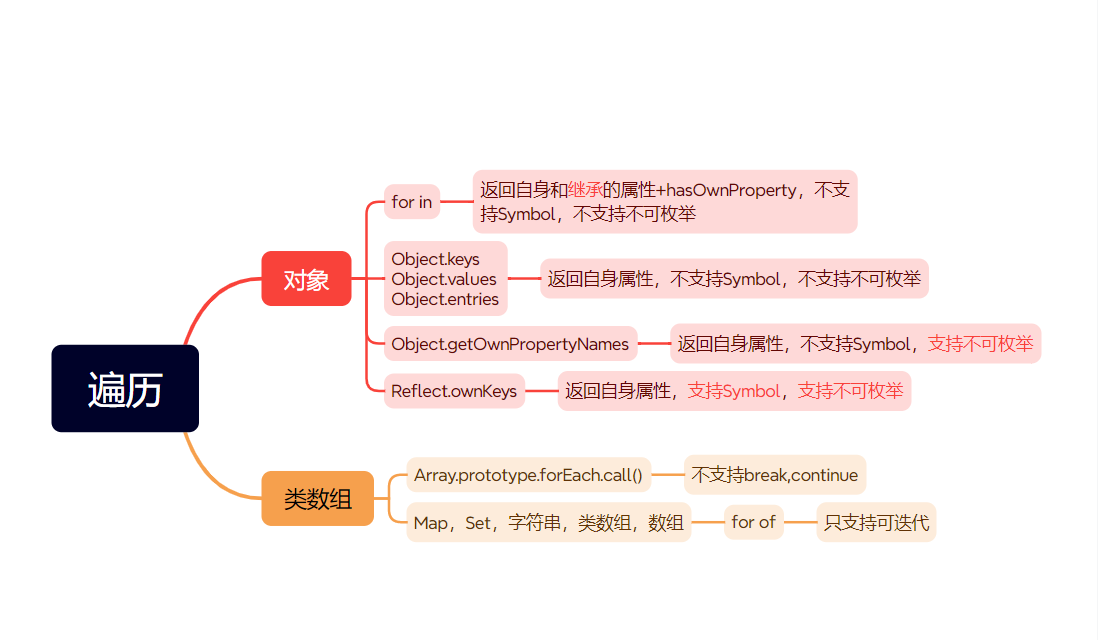 遍历
对象
for in
返回自身和继承的属性+hasOwnProperty，不支
持Symbol，不支持不可枚举
Object.keys
Object.values
Object.entries
返回自身属性，不支持Symbol，不支持不可枚举
Object.getOwnPropertyNames
返回自身属性，不支持Symbol，支持不可枚举
Reflect.ownKeys
返回自身属性，支持Symbol，支持不可枚举
类数组
Array.prototype.forEach.call()
不支持break,continue
Map，Set，字符串，类数组，数组
for of
只支持可迭代